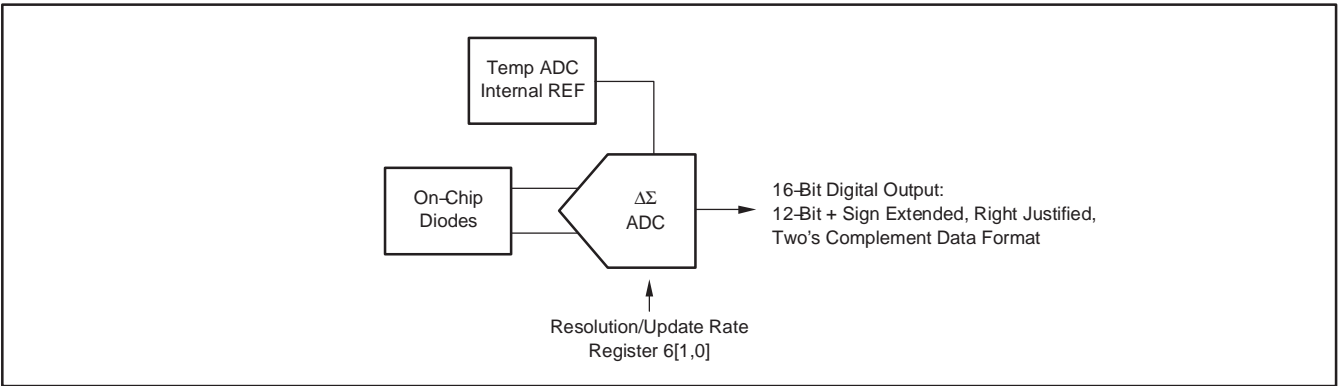 Temp ADC
Internal REF
On-Chip
Diodes
ΔΣ
ADC
16-Bit Digital Output:
12-Bit + Sign Extended, Right Justified,
Two's Complement Data Format
Resolution/Update Rate
Register 6[1,0]